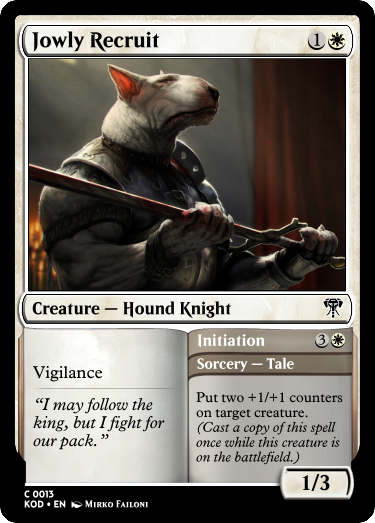 Jowly Recruit 1
Creature — Hound Knight
Vigilance
“I may follow the
king, but I fight for
our pack.”
Initiation 3
Sorcery — Tale
Put two +1/+1 counters
on target creature.
(Cast a copy of this spell
once while this creature is
on the battlefield.)
1/3
C 0013
KOD • EN Mirko Failoni